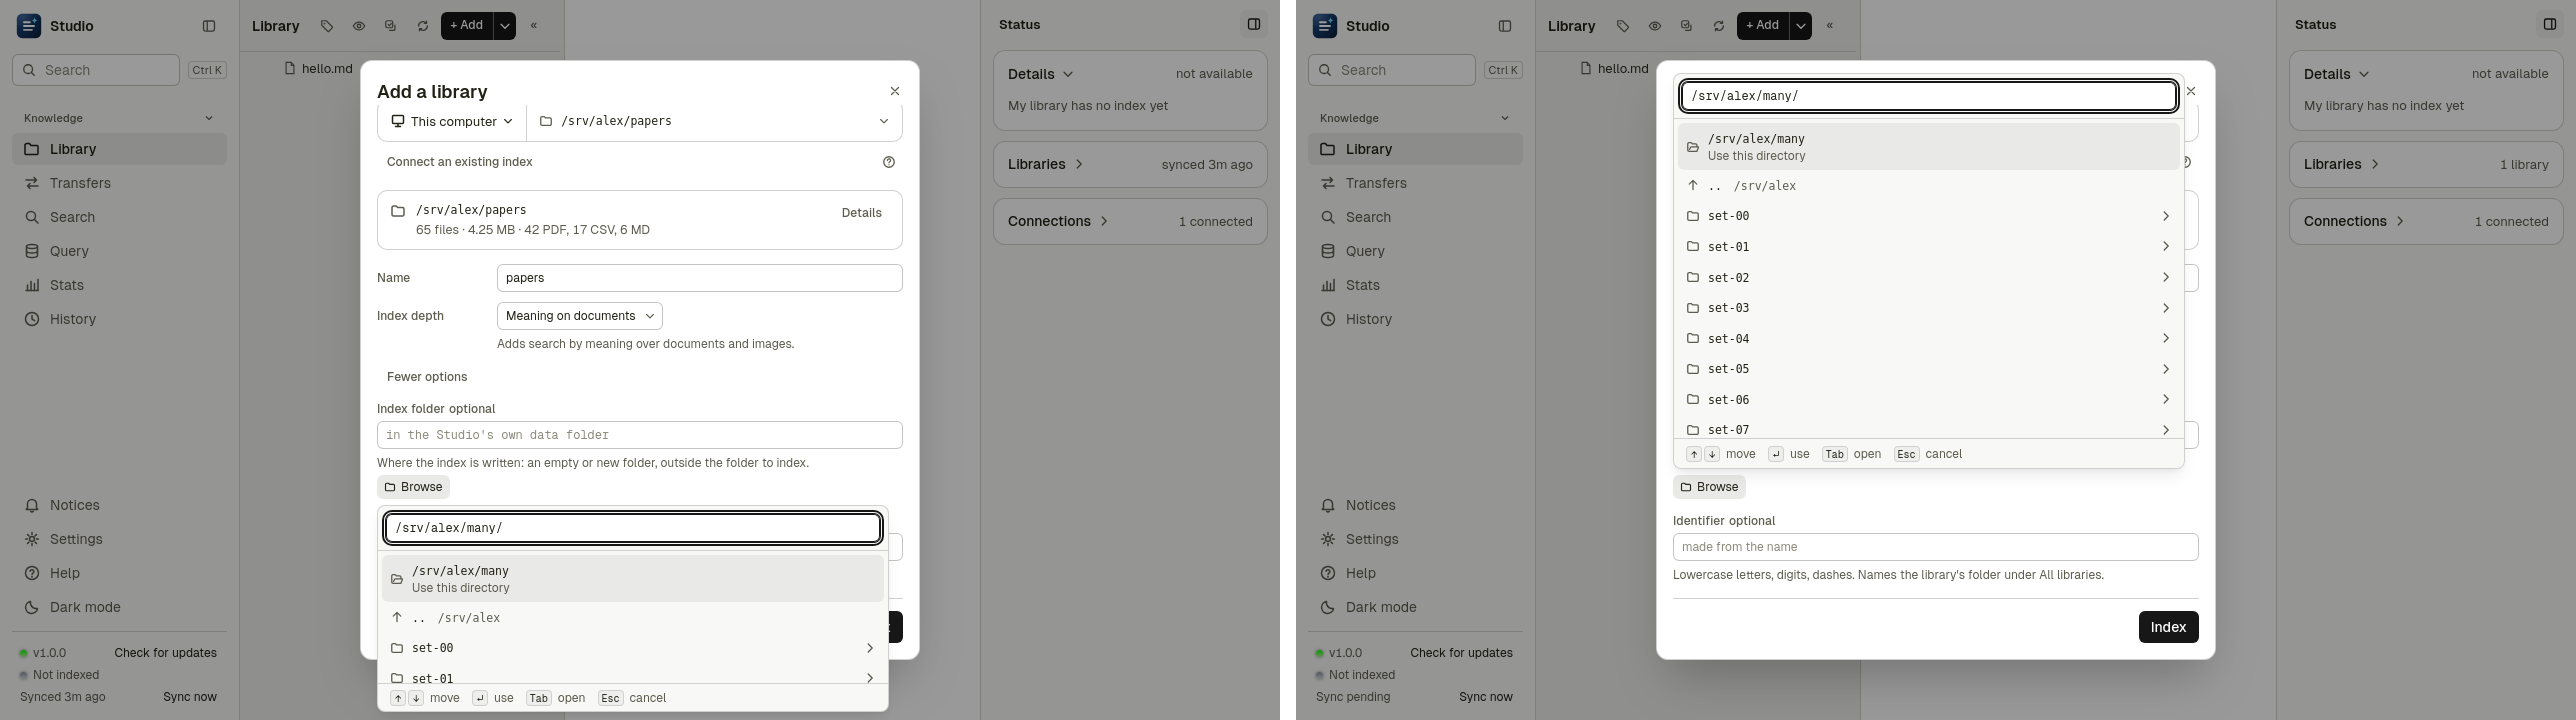 Studio
Search
Ctrl K
Knowledge
Library
Transfers
Search
Query
Stats
History
Notices
Settings
Help
Dark mode
v1.0.0 Check for updates
Not indexed
Synced 3m ago Sync now
Library + Add «
hello.md
Add a library
This computer /srv/alex/papers
Connect an existing index
/srv/alex/papers Details
65 files · 4.25 MB · 42 PDF, 17 CSV, 6 MD
Name papers
Index depth Meaning on documents
Adds search by meaning over documents and images.
Fewer options
Index folder optional
in the Studio's own data folder
Where the index is written: an empty or new folder, outside the folder to index.
Browse
/srv/alex/many/
/srv/alex/many
Use this directory
.. /srv/alex
set-00
set-01
↑ ↓ move ↵ use Tab open Esc cancel
Status
Details not available
My library has no index yet
Libraries synced 3m ago
Connections 1 connected
Studio
Search
Ctrl K
Knowledge
Library
Transfers
Search
Query
Stats
History
Notices
Settings
Help
Dark mode
v1.0.0 Check for updates
Not indexed
Sync pending Sync now
Library + Add «
hello.md
/srv/alex/many/
/srv/alex/many
Use this directory
.. /srv/alex
set-00
set-01
set-02
set-03
set-04
set-05
set-06
set-07
↑ ↓ move ↵ use Tab open Esc cancel
Browse
Identifier optional
made from the name
Lowercase letters, digits, dashes. Names the library's folder under All libraries.
Index
Status
Details not available
My library has no index yet
Libraries 1 library
Connections 1 connected